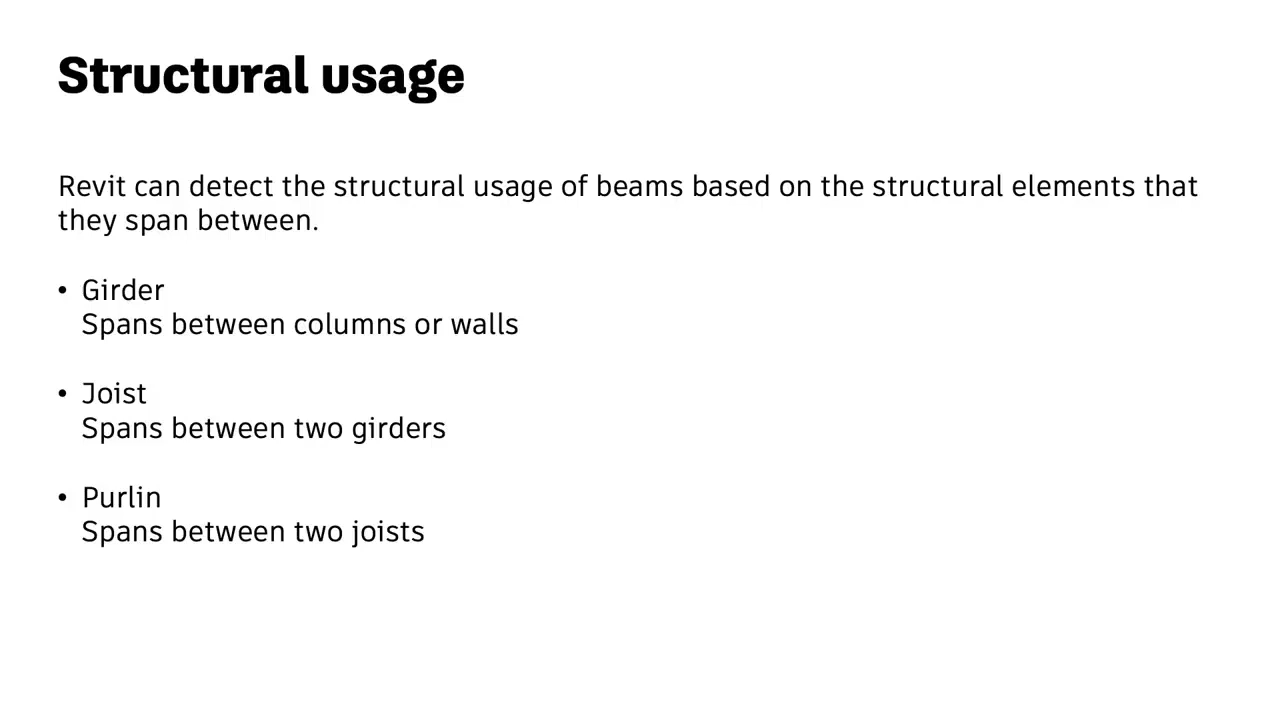 Structural usage
Revit can detect the structural usage of beams based on the structural elements that
they span between.
• Girder
Spans between columns or walls
• Joist
Spans between two girders
• Purlin
Spans between two joists